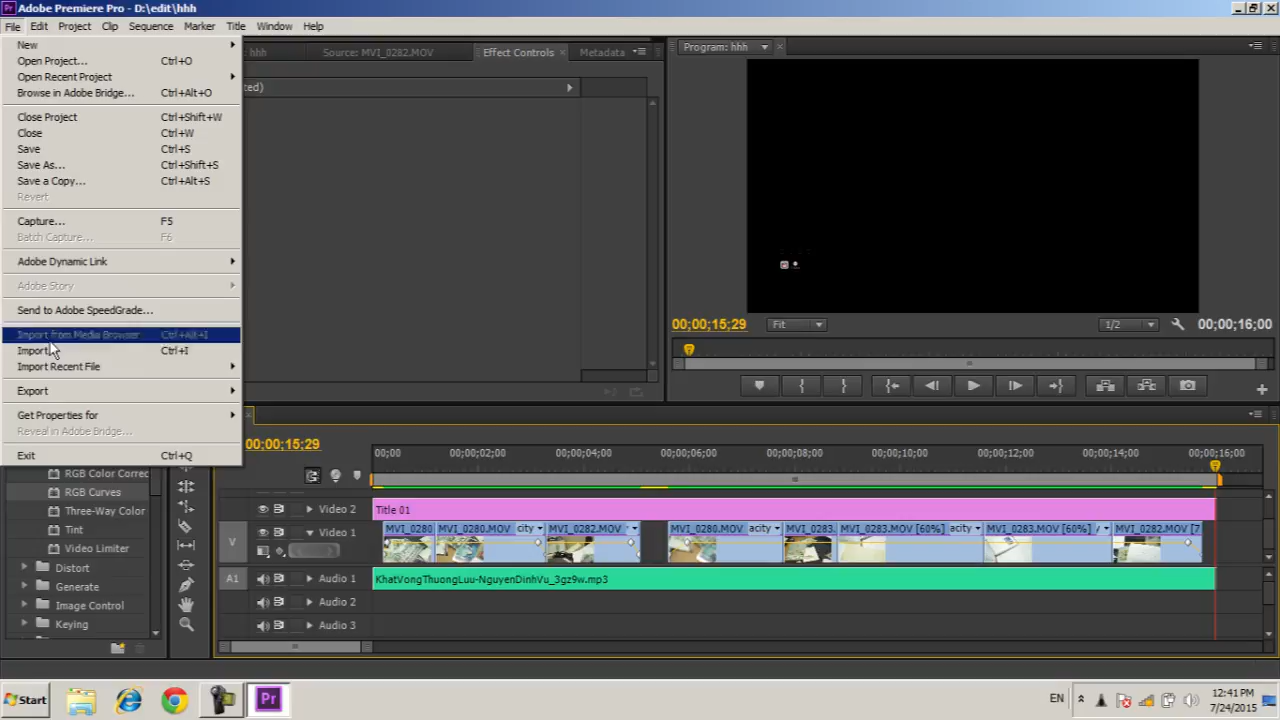 Adobe Premiere Pro - D:\edit\hhh
File Edit Project Clip Sequence Marker Title Window Help
New
Open Project... Ctrl+O
Open Recent Project
Browse in Adobe Bridge... Ctrl+Alt+O
Close Project Ctrl+Shift+W
Close Ctrl+W
Save Ctrl+S
Save As... Ctrl+Shift+S
Save a Copy... Ctrl+Alt+S
Revert
Capture... F5
Batch Capture... F6
Adobe Dynamic Link
Adobe Story
Send to Adobe SpeedGrade...
Import from Media Browser Ctrl+Alt+I
Import Ctrl+I
Import Recent File
Export
Get Properties for
Reveal in Adobe Bridge...
Exit Ctrl+Q
hhh Source: MVI_0282.MOV Effect Controls Metadata
ted)
Program: hhh
00;00;15;29 Fit 1/2 00;00;16;00
00;00;15;29
00;00 00;00;02;00 00;00;04;00 00;00;06;00 00;00;08;00 00;00;10;00 00;00;12;00 00;00;14;00 00;00;16;00
RGB Color Correc
RGB Curves
Three-Way Color
Tint
Video Limiter
Distort
Generate
Image Control
Keying
Video 2 Title 01
V Video 1 MVI_0280 MVI_0280.MOV city MVI_0282.MOV MVI_0280.MOV acity MVI_0283. MVI_0283.MOV [60%] acity MVI_0283.MOV [60%] MVI_0282.MOV [7
A1 Audio 1 KhatVongThuongLuu-NguyenDinhVu_3gz9w.mp3
Audio 2
Audio 3
Start EN 12:41 PM
7/24/2015